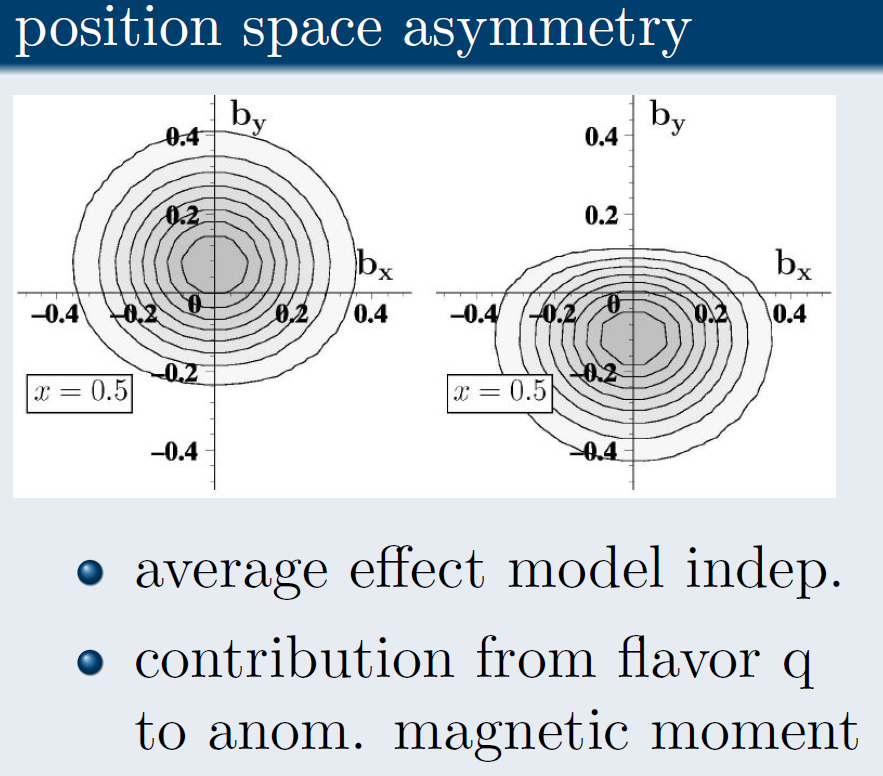 position space asymmetry
b_y
0.4
0.2
b_x
−0.4 −0.2 0 0.2 0.4
−0.2
x = 0.5
−0.4
b_y
0.4
0.2
b_x
−0.4 −0.2 0 0.2 0.4
−0.2
x = 0.5
−0.4
average effect model indep.
contribution from flavor q
to anom. magnetic moment